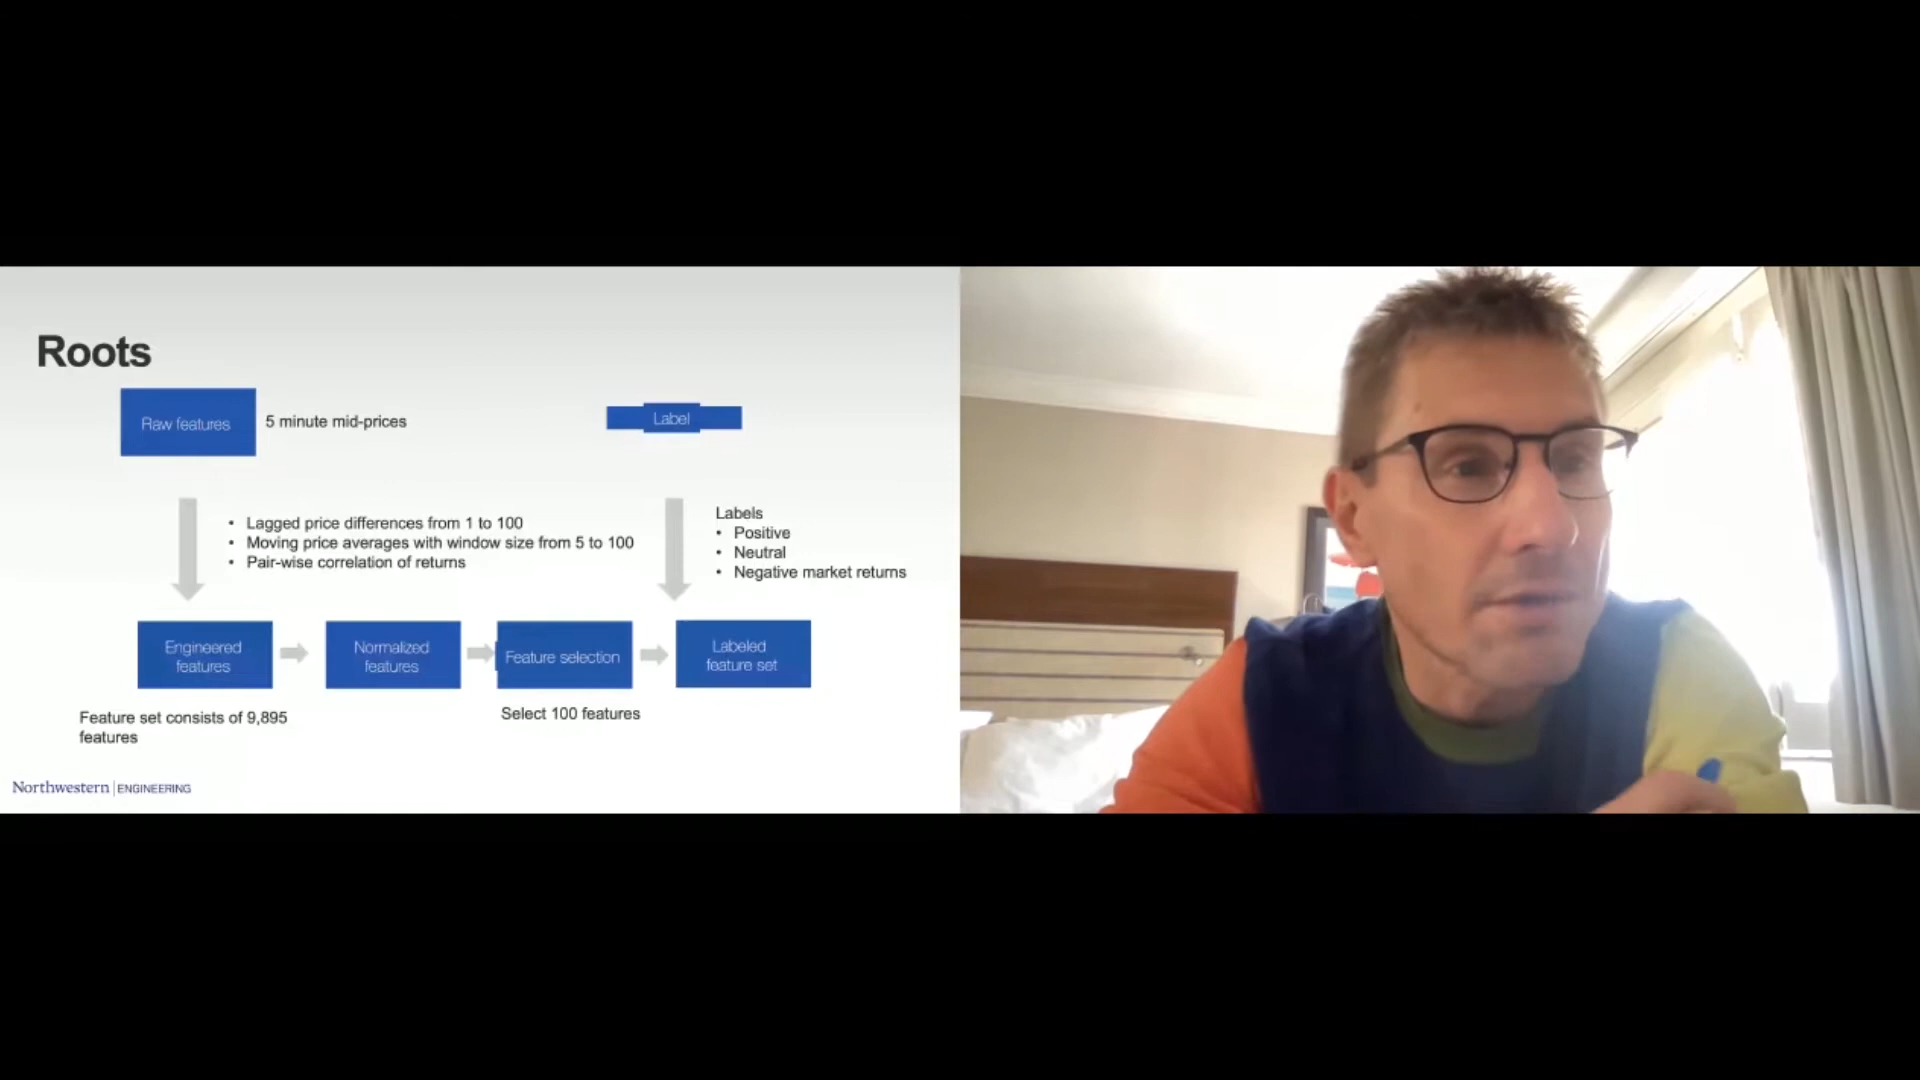 Roots
Raw features
5 minute mid-prices
Label
• Lagged price differences from 1 to 100
• Moving price averages with window size from 5 to 100
• Pair-wise correlation of returns
Labels
• Positive
• Neutral
• Negative market returns
Engineered
features
Normalized
features
Feature selection
Labeled
feature set
Feature set consists of 9,895
features
Select 100 features
Northwestern | ENGINEERING